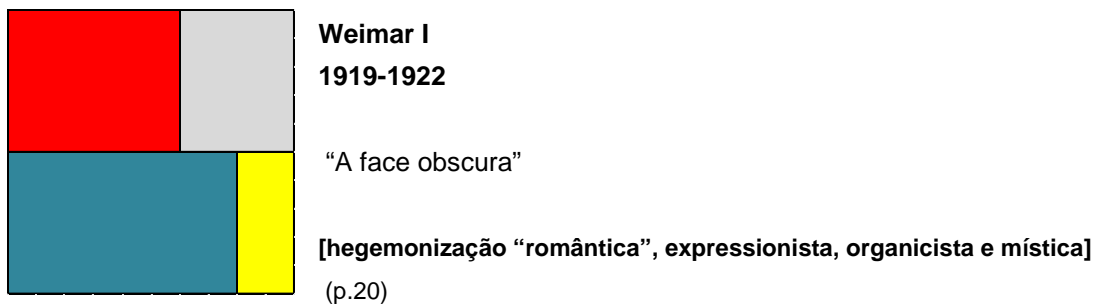 Weimar I
1919-1922
“A face obscura”
[hegemonização “romântica”, expressionista, organicista e mística]
(p.20)